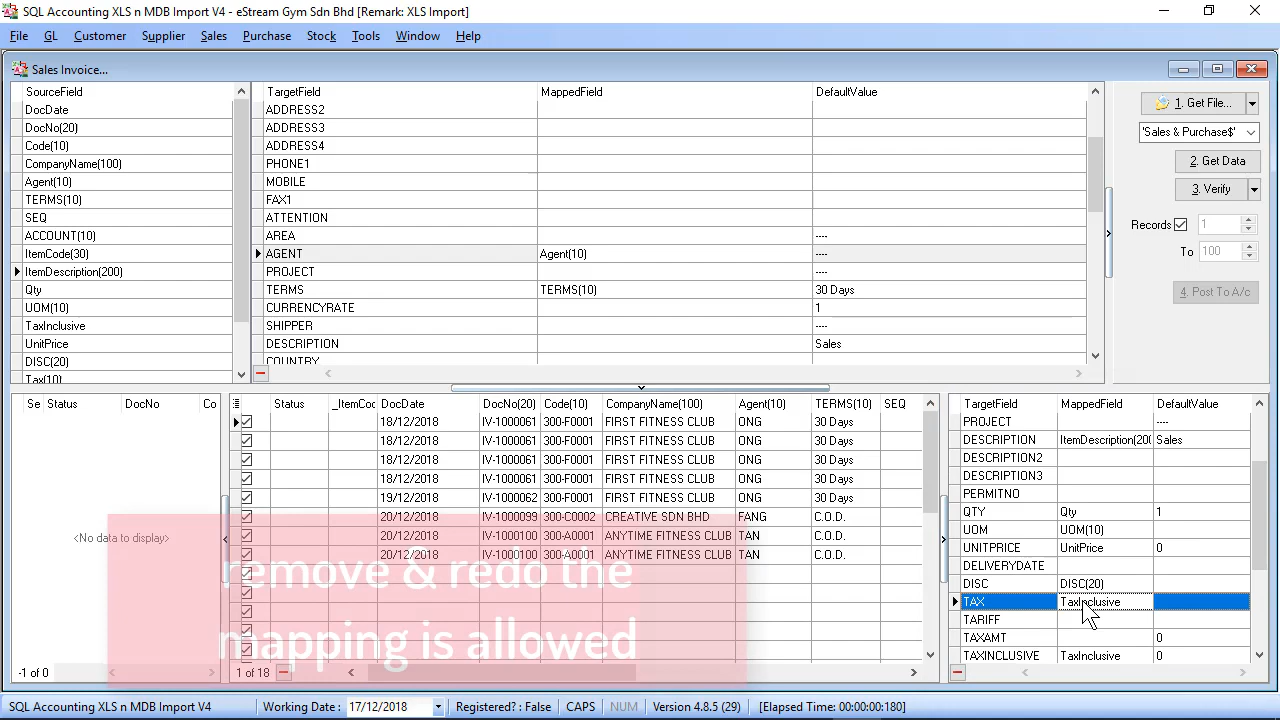 SQL Accounting XLS n MDB Import V4 - eStream Gym Sdn Bhd [Remark: XLS Import]
File GL Customer Supplier Sales Purchase Stock Tools Window Help
Sales Invoice...
SourceField
DocDate
DocNo(20)
Code(10)
CompanyName(100)
Agent(10)
TERMS(10)
SEQ
ACCOUNT(10)
ItemCode(30)
ItemDescription(200)
Qty
UOM(10)
TaxInclusive
UnitPrice
DISC(20)
Tax(10)
TargetField MappedField DefaultValue
ADDRESS2
ADDRESS3
ADDRESS4
PHONE1
MOBILE
FAX1
ATTENTION
AREA ----
AGENT Agent(10) ----
PROJECT ----
TERMS TERMS(10) 30 Days
CURRENCYRATE 1
SHIPPER ----
DESCRIPTION Sales
COUNTRY
1. Get File...
'Sales & Purchase$'
2. Get Data
3. Verify
Records 1
To 100
4. Post To A/c
Se Status DocNo Co
<No data to display>
-1 of 0
Status _ItemCod DocDate DocNo(20) Code(10) CompanyName(100) Agent(10) TERMS(10) SEQ
18/12/2018 IV-1000061 300-F0001 FIRST FITNESS CLUB ONG 30 Days
18/12/2018 IV-1000061 300-F0001 FIRST FITNESS CLUB ONG 30 Days
18/12/2018 IV-1000061 300-F0001 FIRST FITNESS CLUB ONG 30 Days
18/12/2018 IV-1000061 300-F0001 FIRST FITNESS CLUB ONG 30 Days
19/12/2018 IV-1000062 300-F0001 FIRST FITNESS CLUB ONG 30 Days
20/12/2018 IV-1000099 300-C0002 CREATIVE SDN BHD FANG C.O.D.
20/12/2018 IV-1000100 300-A0001 ANYTIME FITNESS CLUB TAN C.O.D.
20/12/2018 IV-1000100 300-A0001 ANYTIME FITNESS CLUB TAN C.O.D.
1 of 18
remove & redo the
mapping is allowed
TargetField MappedField DefaultValue
PROJECT ----
DESCRIPTION ItemDescription(200 Sales
DESCRIPTION2
DESCRIPTION3
PERMITNO
QTY Qty 1
UOM UOM(10)
UNITPRICE UnitPrice 0
DELIVERYDATE
DISC DISC(20)
TAX TaxInclusive
TARIFF
TAXAMT 0
TAXINCLUSIVE TaxInclusive 0
SQL Accounting XLS n MDB Import V4 Working Date : 17/12/2018 Registered? : False CAPS NUM Version 4.8.5 (29) [Elapsed Time: 00:00:00:180]